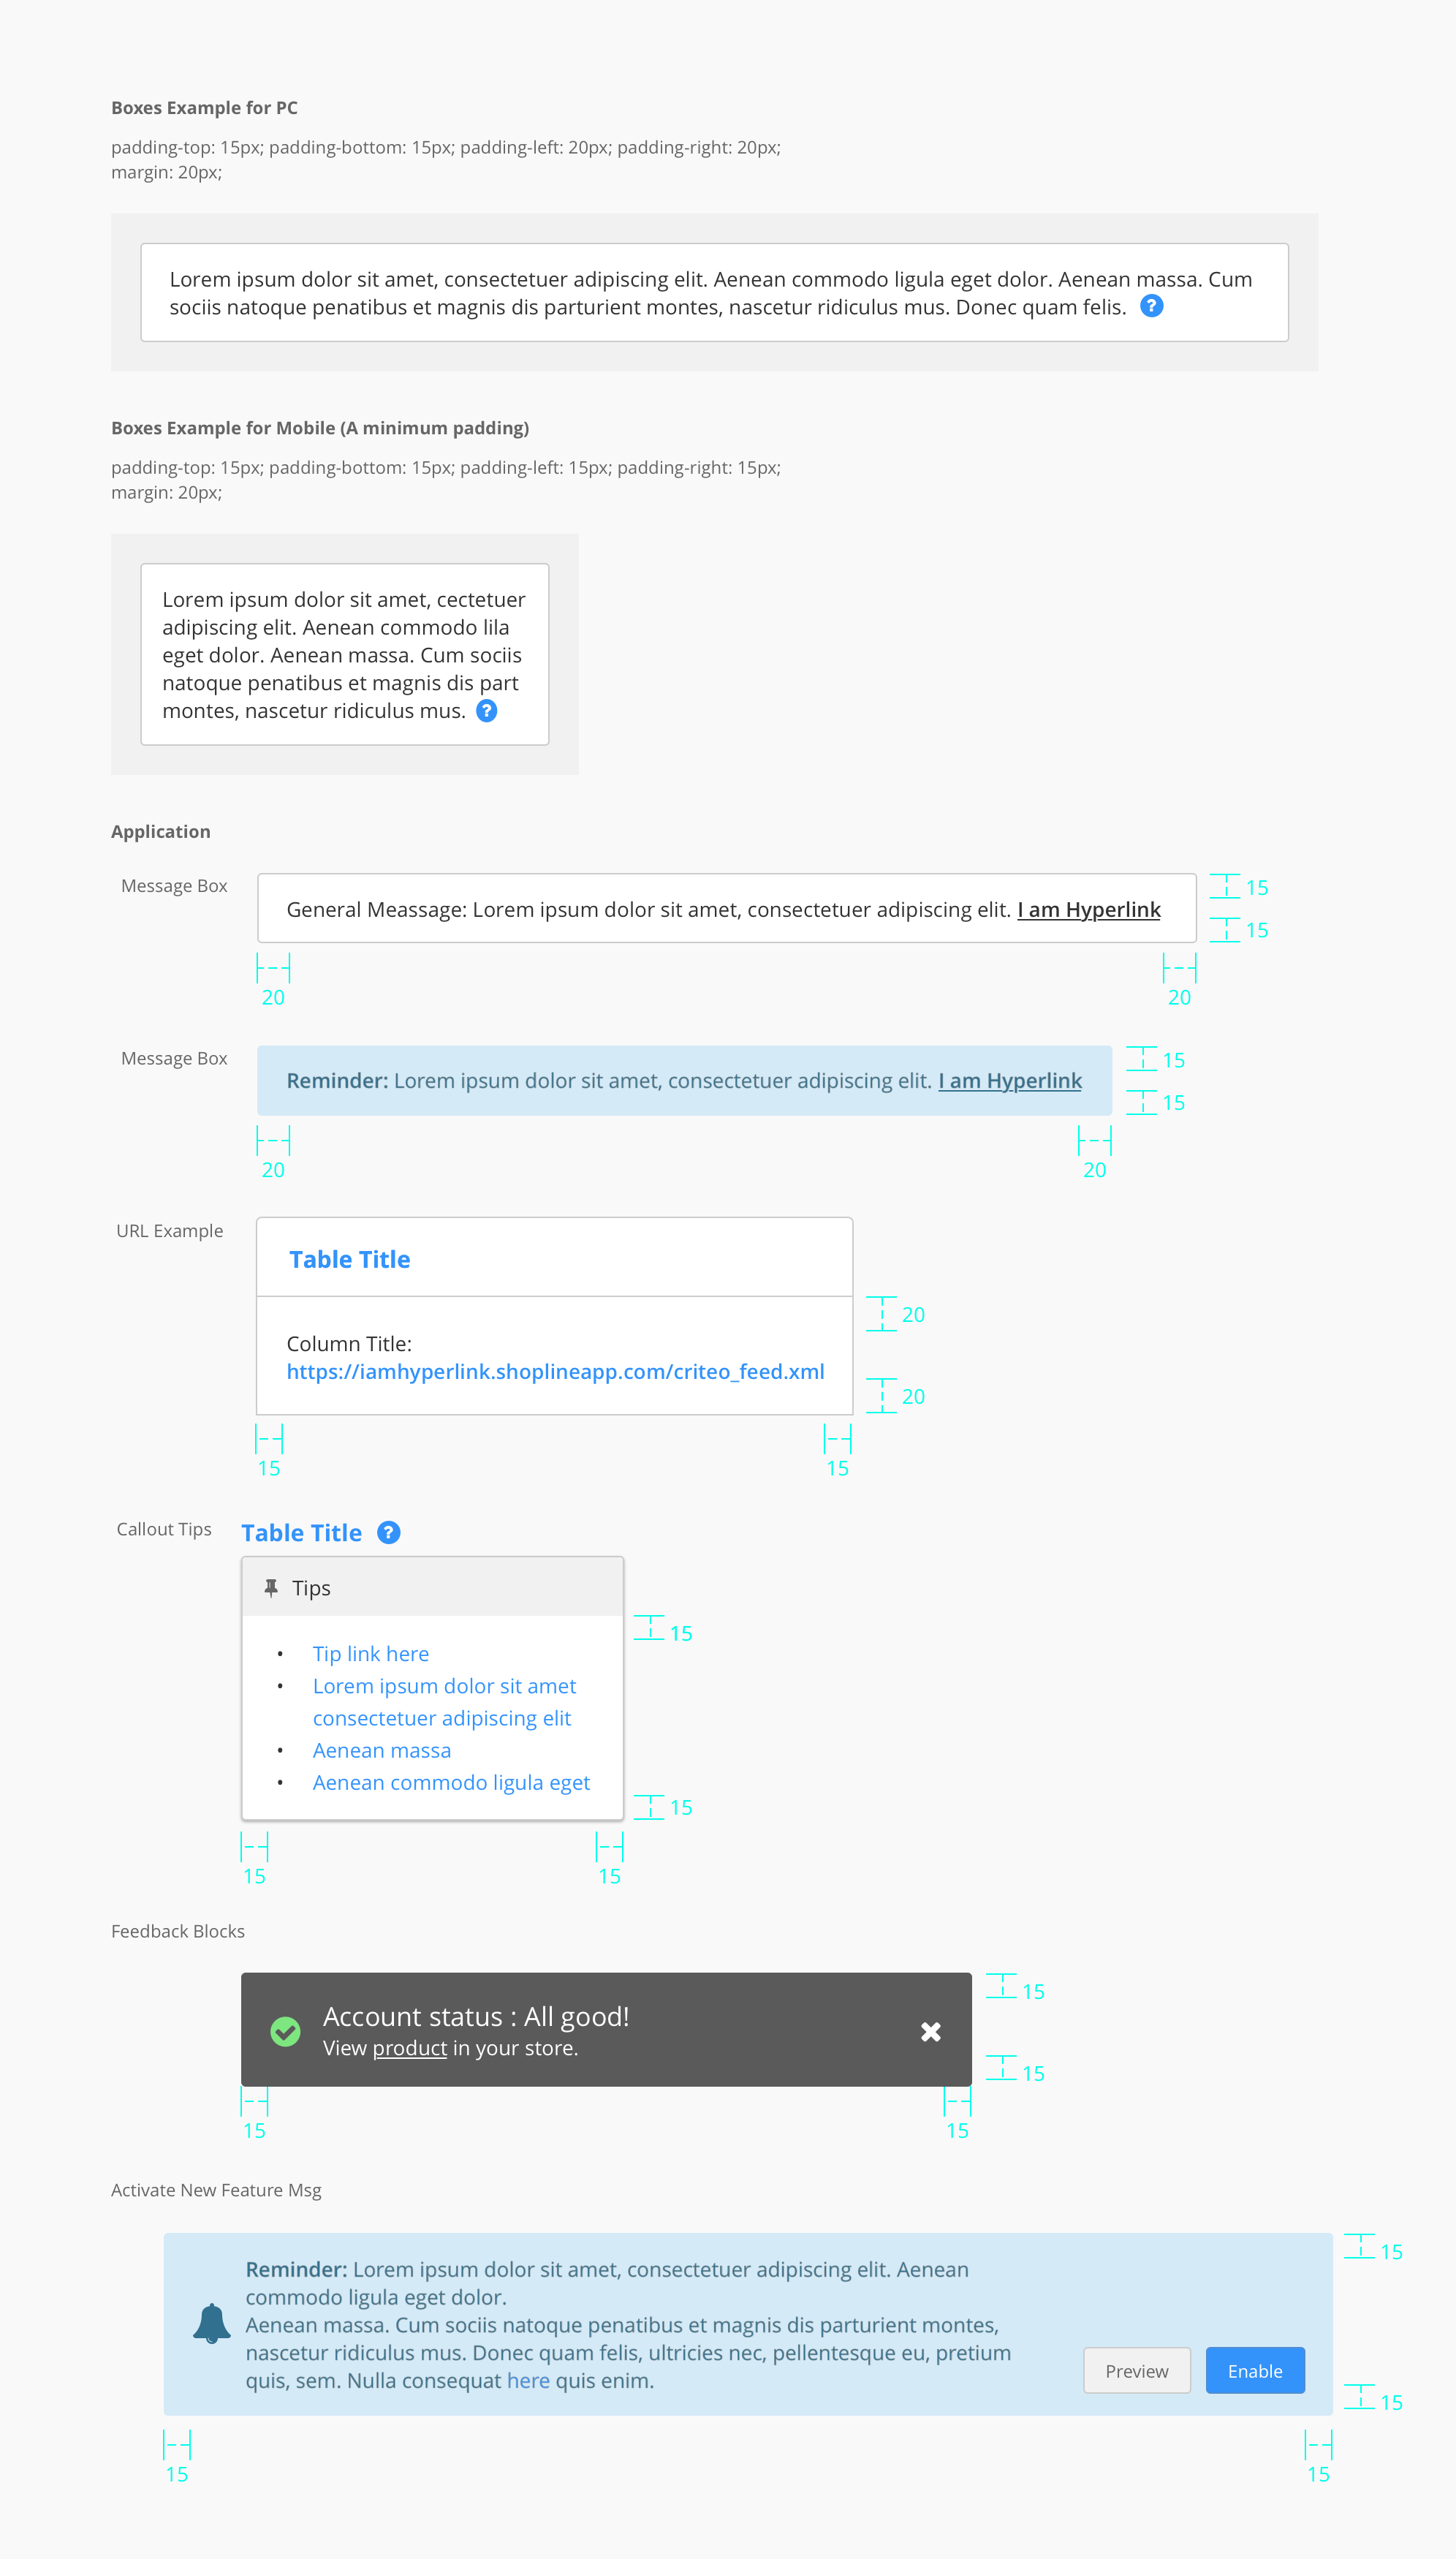 Boxes Example for PC
padding-top: 15px; padding-bottom: 15px; padding-left: 20px; padding-right: 20px;
margin: 20px;
Lorem ipsum dolor sit amet, consectetuer adipiscing elit. Aenean commodo ligula eget dolor. Aenean massa. Cum
sociis natoque penatibus et magnis dis parturient montes, nascetur ridiculus mus. Donec quam felis. ?
Boxes Example for Mobile (A minimum padding)
padding-top: 15px; padding-bottom: 15px; padding-left: 15px; padding-right: 15px;
margin: 20px;
Lorem ipsum dolor sit amet, cectetuer
adipiscing elit. Aenean commodo lila
eget dolor. Aenean massa. Cum sociis
natoque penatibus et magnis dis part
montes, nascetur ridiculus mus. ?
Application
Message Box
General Meassage: Lorem ipsum dolor sit amet, consectetuer adipiscing elit. I am Hyperlink
15
15
20
20
Message Box
Reminder: Lorem ipsum dolor sit amet, consectetuer adipiscing elit. I am Hyperlink
15
15
20
20
URL Example
Table Title
20
Column Title:
https://iamhyperlink.shoplineapp.com/criteo_feed.xml
20
15
15
Callout Tips
Table Title ?
Tips
15
• Tip link here
• Lorem ipsum dolor sit amet
consectetuer adipiscing elit
• Aenean massa
• Aenean commodo ligula eget
15
15
15
Feedback Blocks
Account status : All good!
View product in your store.
15
15
15
15
Activate New Feature Msg
Reminder: Lorem ipsum dolor sit amet, consectetuer adipiscing elit. Aenean
commodo ligula eget dolor.
Aenean massa. Cum sociis natoque penatibus et magnis dis parturient montes,
nascetur ridiculus mus. Donec quam felis, ultricies nec, pellentesque eu, pretium
quis, sem. Nulla consequat here quis enim.
Preview
Enable
15
15
15
15